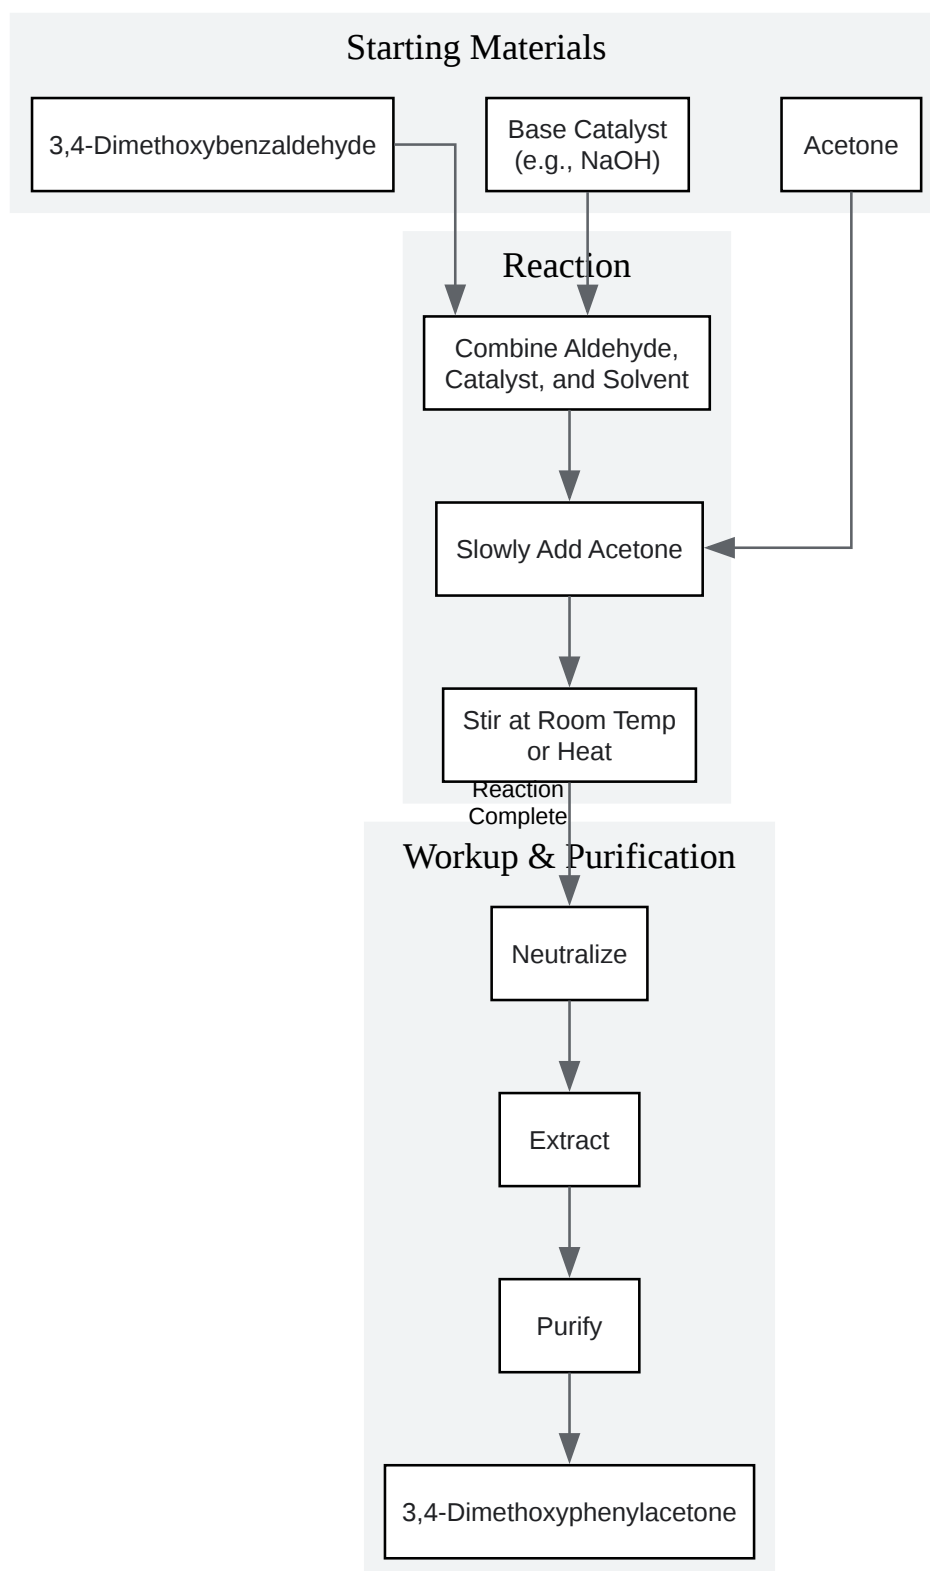 Starting Materials
3,4-Dimethoxybenzaldehyde
Base Catalyst
(e.g., NaOH)
Acetone
Reaction
Combine Aldehyde,
Catalyst, and Solvent
Slowly Add Acetone
Stir at Room Temp
or Heat
Reaction
Complete
Workup & Purification
Neutralize
Extract
Purify
3,4-Dimethoxyphenylacetone